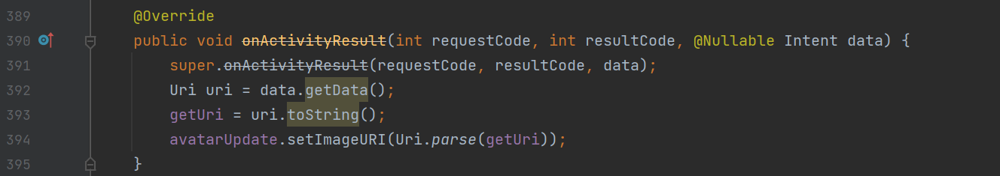 389 @Override
390 public void onActivityResult(int requestCode, int resultCode, @Nullable Intent data) {
391 super.onActivityResult(requestCode, resultCode, data);
392 Uri uri = data.getData();
393 getUri = uri.toString();
394 avatarUpdate.setImageURI(Uri.parse(getUri));
395 }